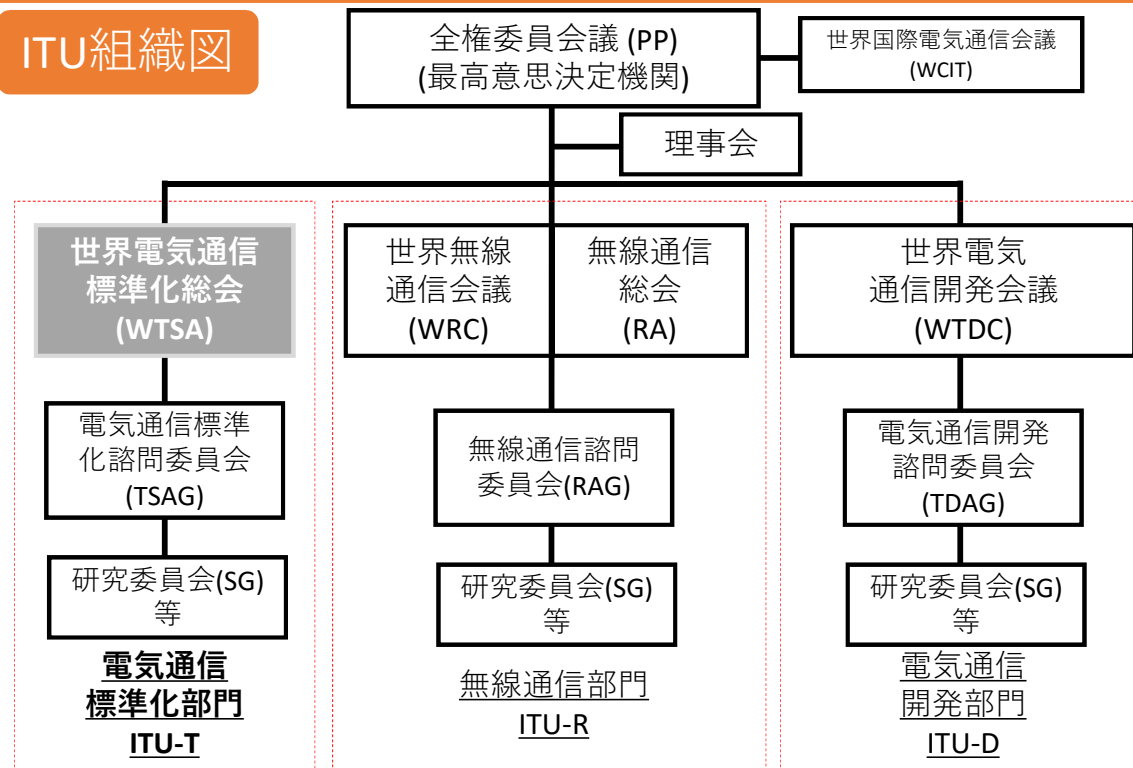 ITU組織図
全権委員会議 (PP)
(最高意思決定機関)
世界国際電気通信会議
(WCIT)
理事会
世界電気通信
標準化総会
(WTSA)
世界無線
通信会議
(WRC)
無線通信
総会
(RA)
世界電気
通信開発会議
(WTDC)
電気通信標準
化諮問委員会
(TSAG)
無線通信諮問
委員会(RAG)
電気通信開発
諮問委員会
(TDAG)
研究委員会(SG)
等
研究委員会(SG)
等
研究委員会(SG)
等
電気通信
標準化部門
ITU-T
無線通信部門
ITU-R
電気通信
開発部門
ITU-D